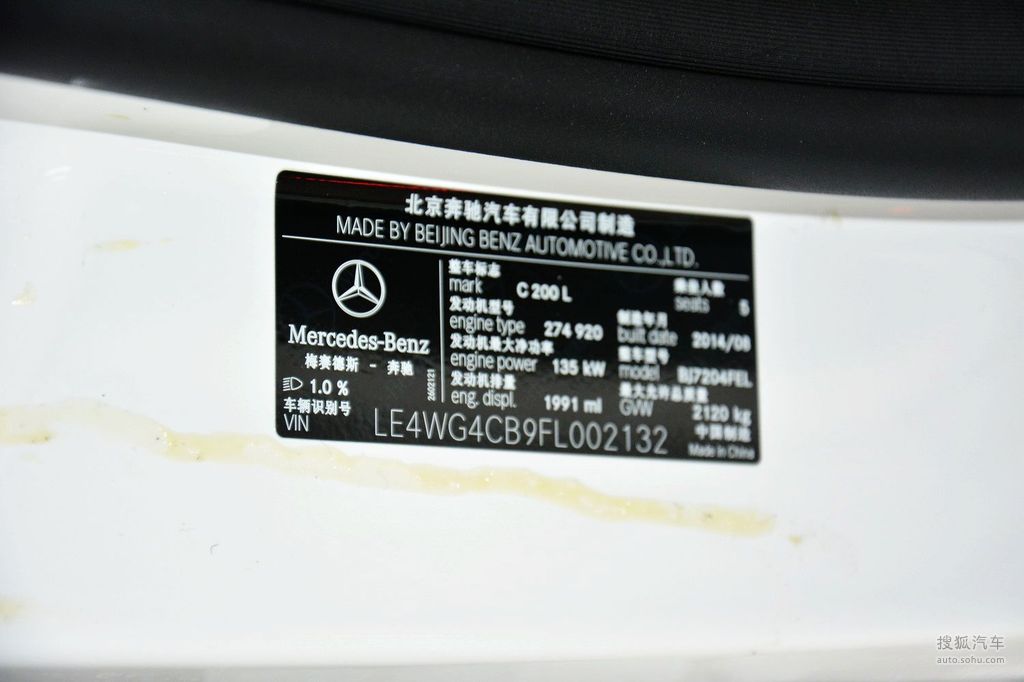 北京奔驰汽车有限公司制造
MADE BY BEIJING BENZ AUTOMOTIVE CO.,LTD.
Mercedes-Benz
梅赛德斯 - 奔驰
1.0 %
2602121
整车标志
mark C 200 L
发动机型号
engine type 274 920
发动机最大净功率
engine power 135 kW
发动机排量
eng. displ. 1991 ml
乘坐人数
seats 5
制造年月
built date 2014/08
整车型号
model BJ7204FEL
最大允许总质量
GVW 2120 kg
车辆识别号
VIN LE4WG4CB9FL002132
中国制造
Made in China
搜狐汽车
auto.sohu.com